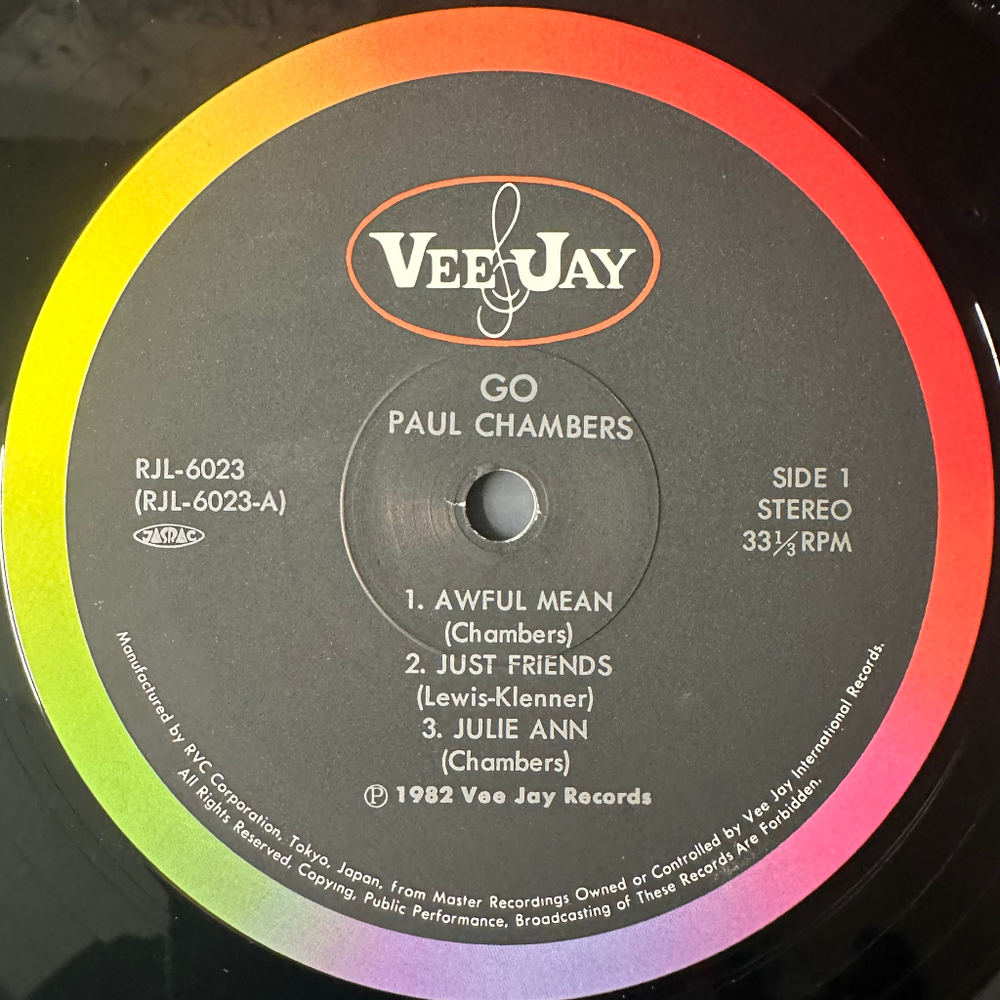 VEE JAY
GO
PAUL CHAMBERS
RJL-6023
(RJL-6023-A)
JASRAC
SIDE 1
STEREO
33⅓ RPM
1. AWFUL MEAN
(Chambers)
2. JUST FRIENDS
(Lewis-Klenner)
3. JULIE ANN
(Chambers)
Ⓟ 1982 Vee Jay Records
Manufactured by RVC Corporation, Tokyo, Japan, from Master Recordings Owned or Controlled by Vee Jay International Records.
All Rights Reserved. Copying, Public Performance, Broadcasting of These Records Are Forbidden.